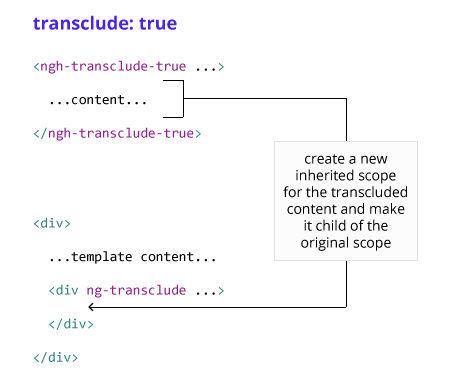 transclude: true
<ngh-transclude-true ...>
...content...
</ngh-transclude-true>
create a new
inherited scope
for the transcluded
content and make
it child of the
original scope
<div>
...template content...
<div ng-transclude ...>
</div>
</div>